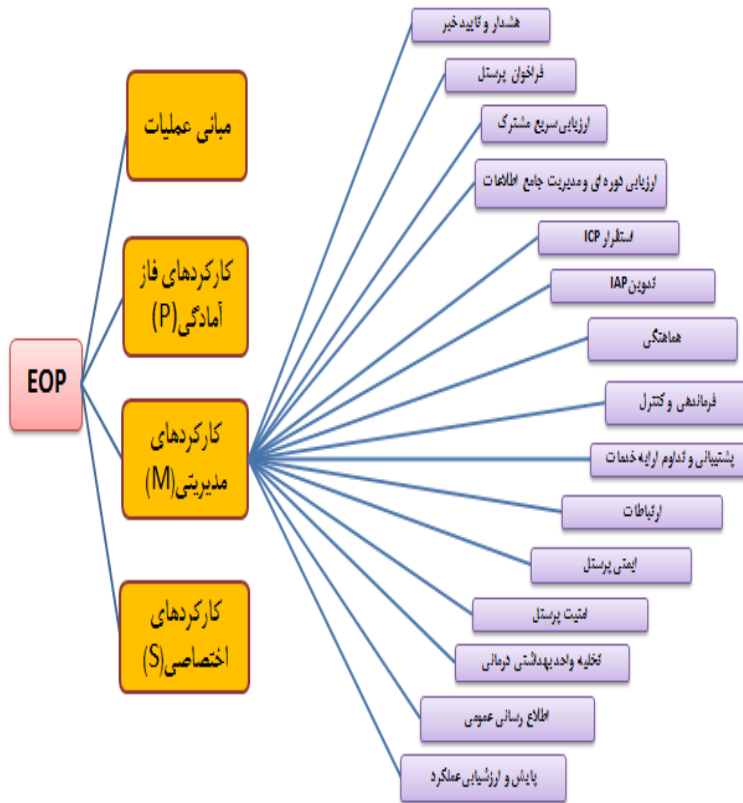 EOP
مبانی عملیات
کارکردهای فاز
آمادگی(P)
کارکردهای
مدیریتی(M)
کارکردهای
اختصاصی(S)
هشدار و تایید خبر
فراخوان پرسنل
ارزیابی سریع مشترک
ارزیابی دوره ای و مدیریت جامع اطلاعات
استقرار ICP
تدوین IAP
هماهنگی
فرماندهی و کنترل
پشتیبانی و تداوم ارایه خدمات
ارتباطات
ایمنی پرسنل
امنیت پرسنل
تخلیه واحد بهداشتی درمانی
اطلاع رسانی عمومی
پایش و ارزشیابی عملکرد